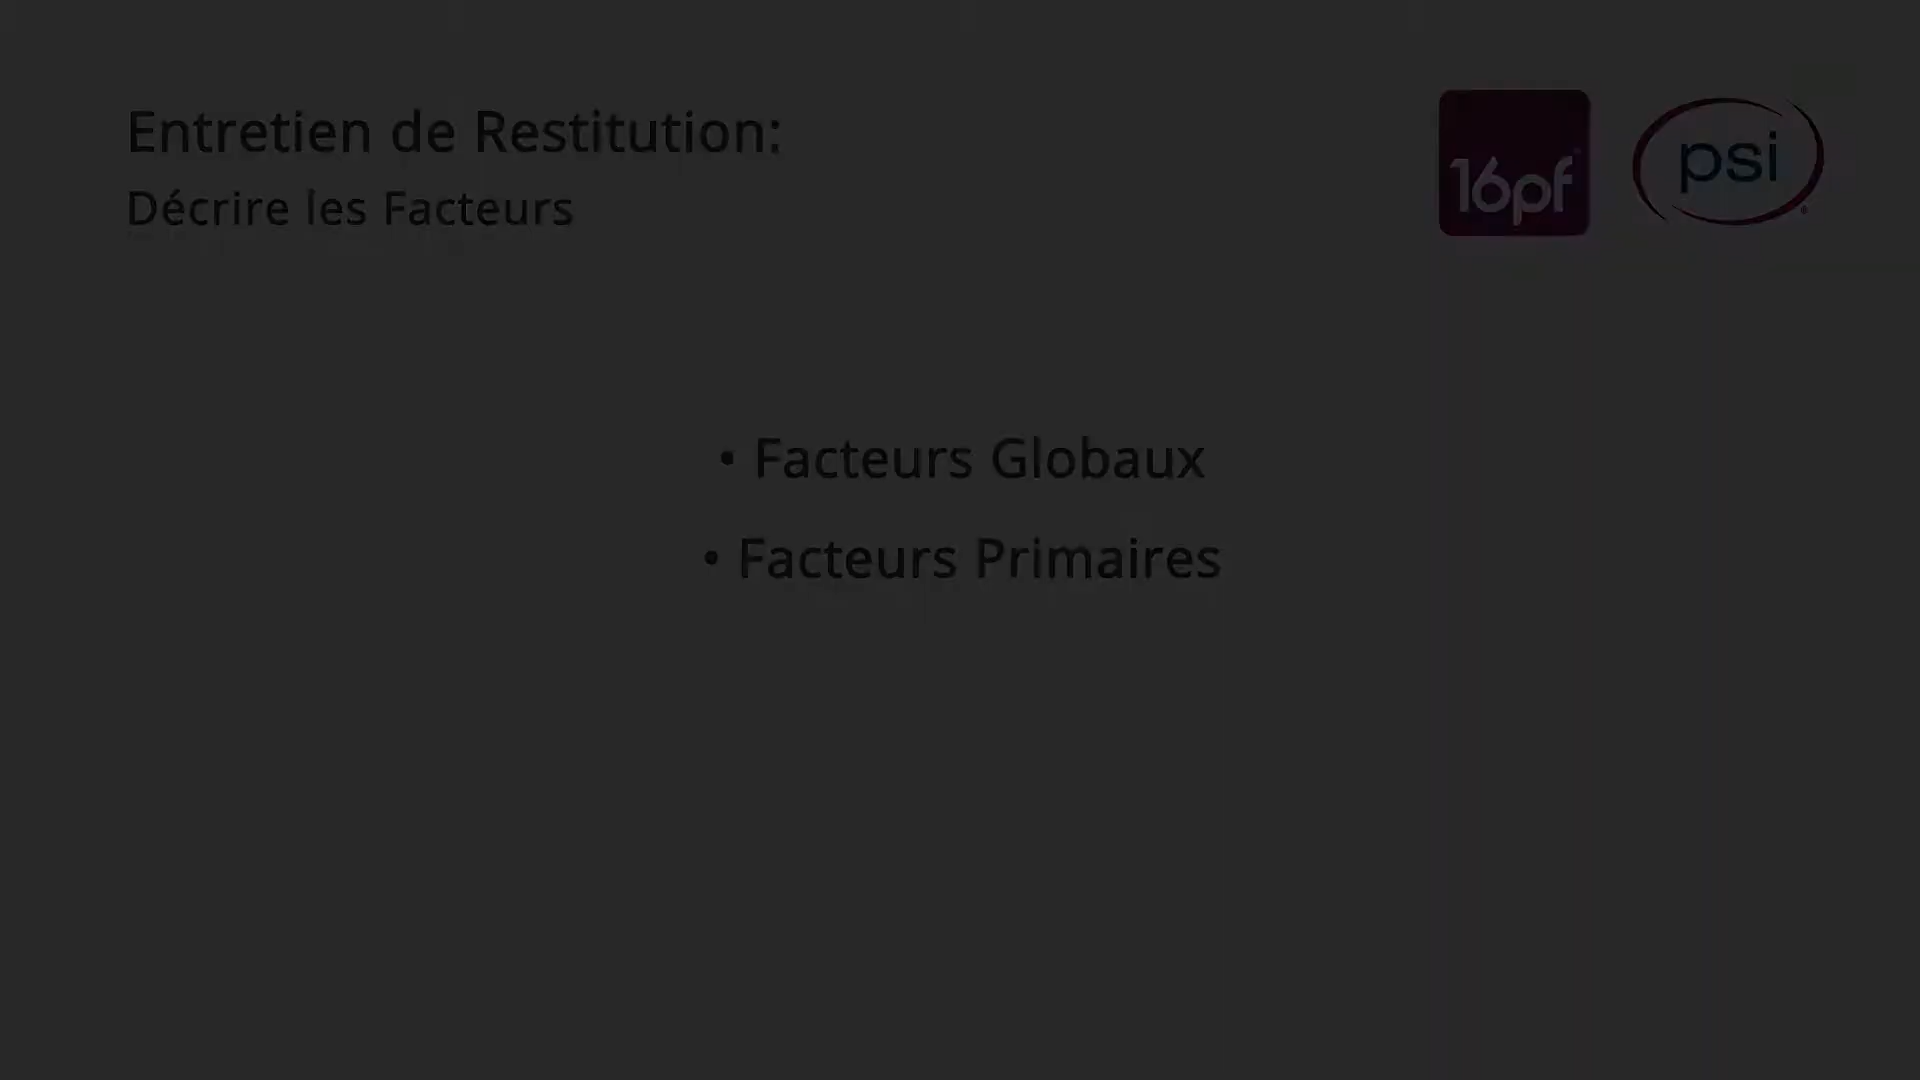 Entretien de Restitution:
Décrire les Facteurs
16pf
psi
• Facteurs Globaux
• Facteurs Primaires